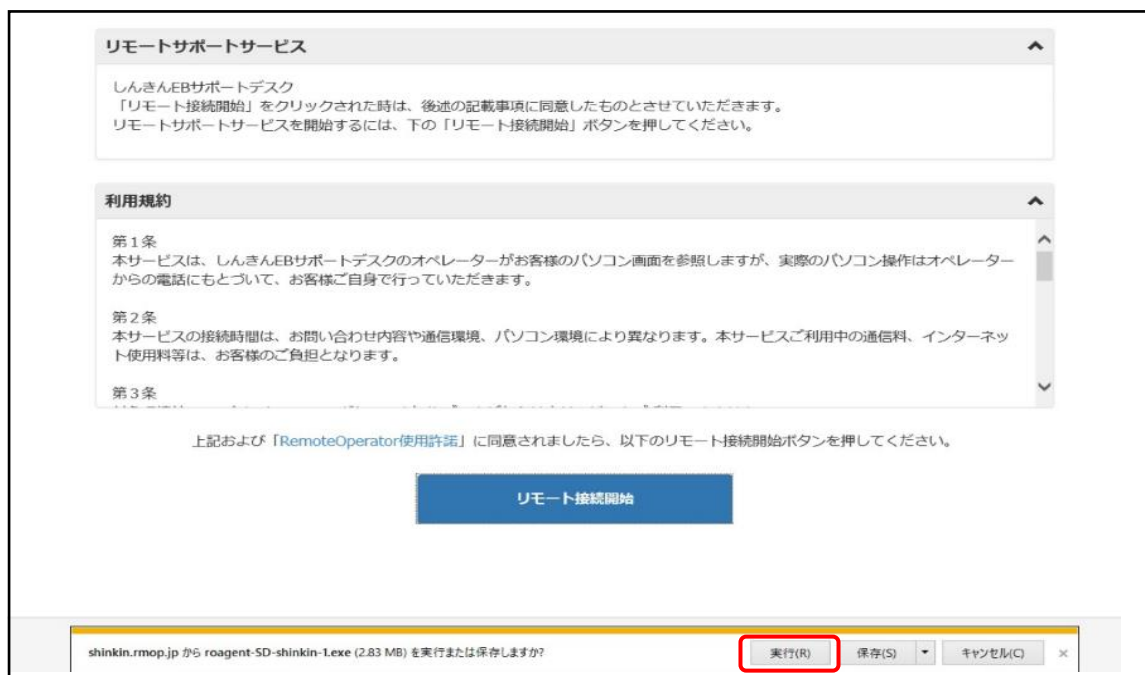 リモートサポートサービス
しんきんEBサポートデスク
「リモート接続開始」をクリックされた時は、後述の記載事項に同意したものとさせていただきます。
リモートサポートサービスを開始するには、下の「リモート接続開始」ボタンを押してください。
利用規約
第１条
本サービスは、しんきんEBサポートデスクのオペレーターがお客様のパソコン画面を参照しますが、実際のパソコン操作はオペレーター
からの電話にもとづいて、お客様ご自身で行っていただきます。
第２条
本サービスの接続時間は、お問い合わせ内容や通信環境、パソコン環境により異なります。本サービスご利用中の通信料、インターネッ
ト使用料等は、お客様のご負担となります。
第３条
上記および「RemoteOperator使用許諾」に同意されましたら、以下のリモート接続開始ボタンを押してください。
リモート接続開始
shinkin.rmop.jp から roagent-SD-shinkin-1.exe (2.83 MB) を実行または保存しますか?
実行(R) 保存(S) キャンセル(C)